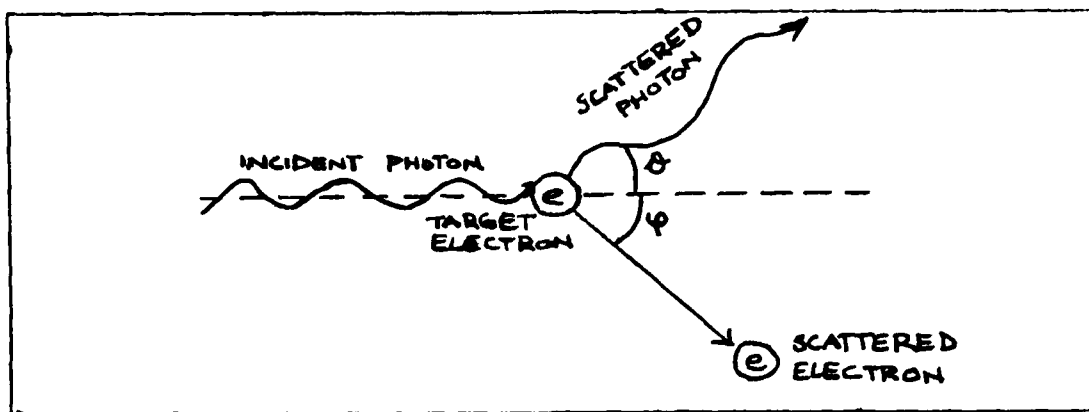 SCATTERED
PHOTON
INCIDENT PHOTON
ϑ
e
φ
TARGET
ELECTRON
e
SCATTERED
ELECTRON